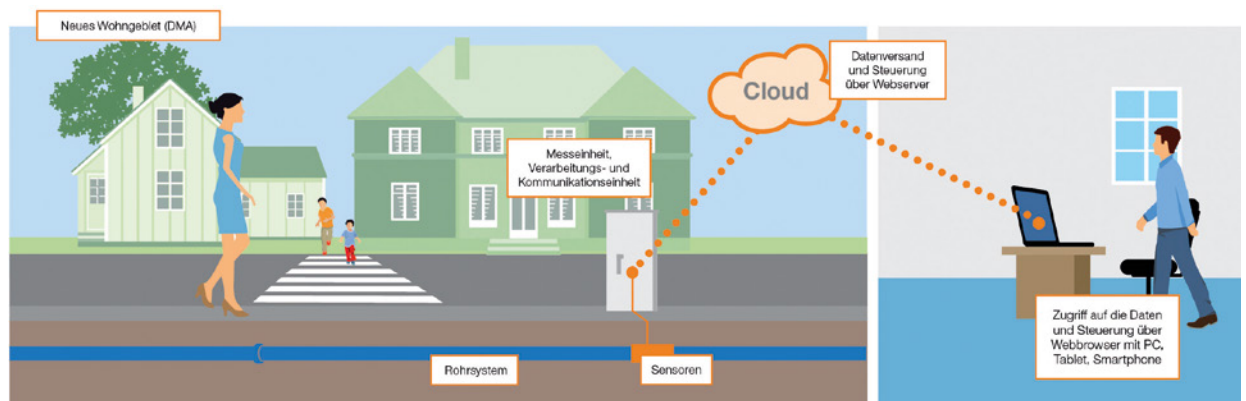 Neues Wohngebiet (DMA)
Cloud
Datenversand
und Steuerung
über Webserver
Messeinheit,
Verarbeitungs- und
Kommunikationseinheit
Rohrsystem
Sensoren
Zugriff auf die Daten
und Steuerung über
Webbrowser mit PC,
Tablet, Smartphone